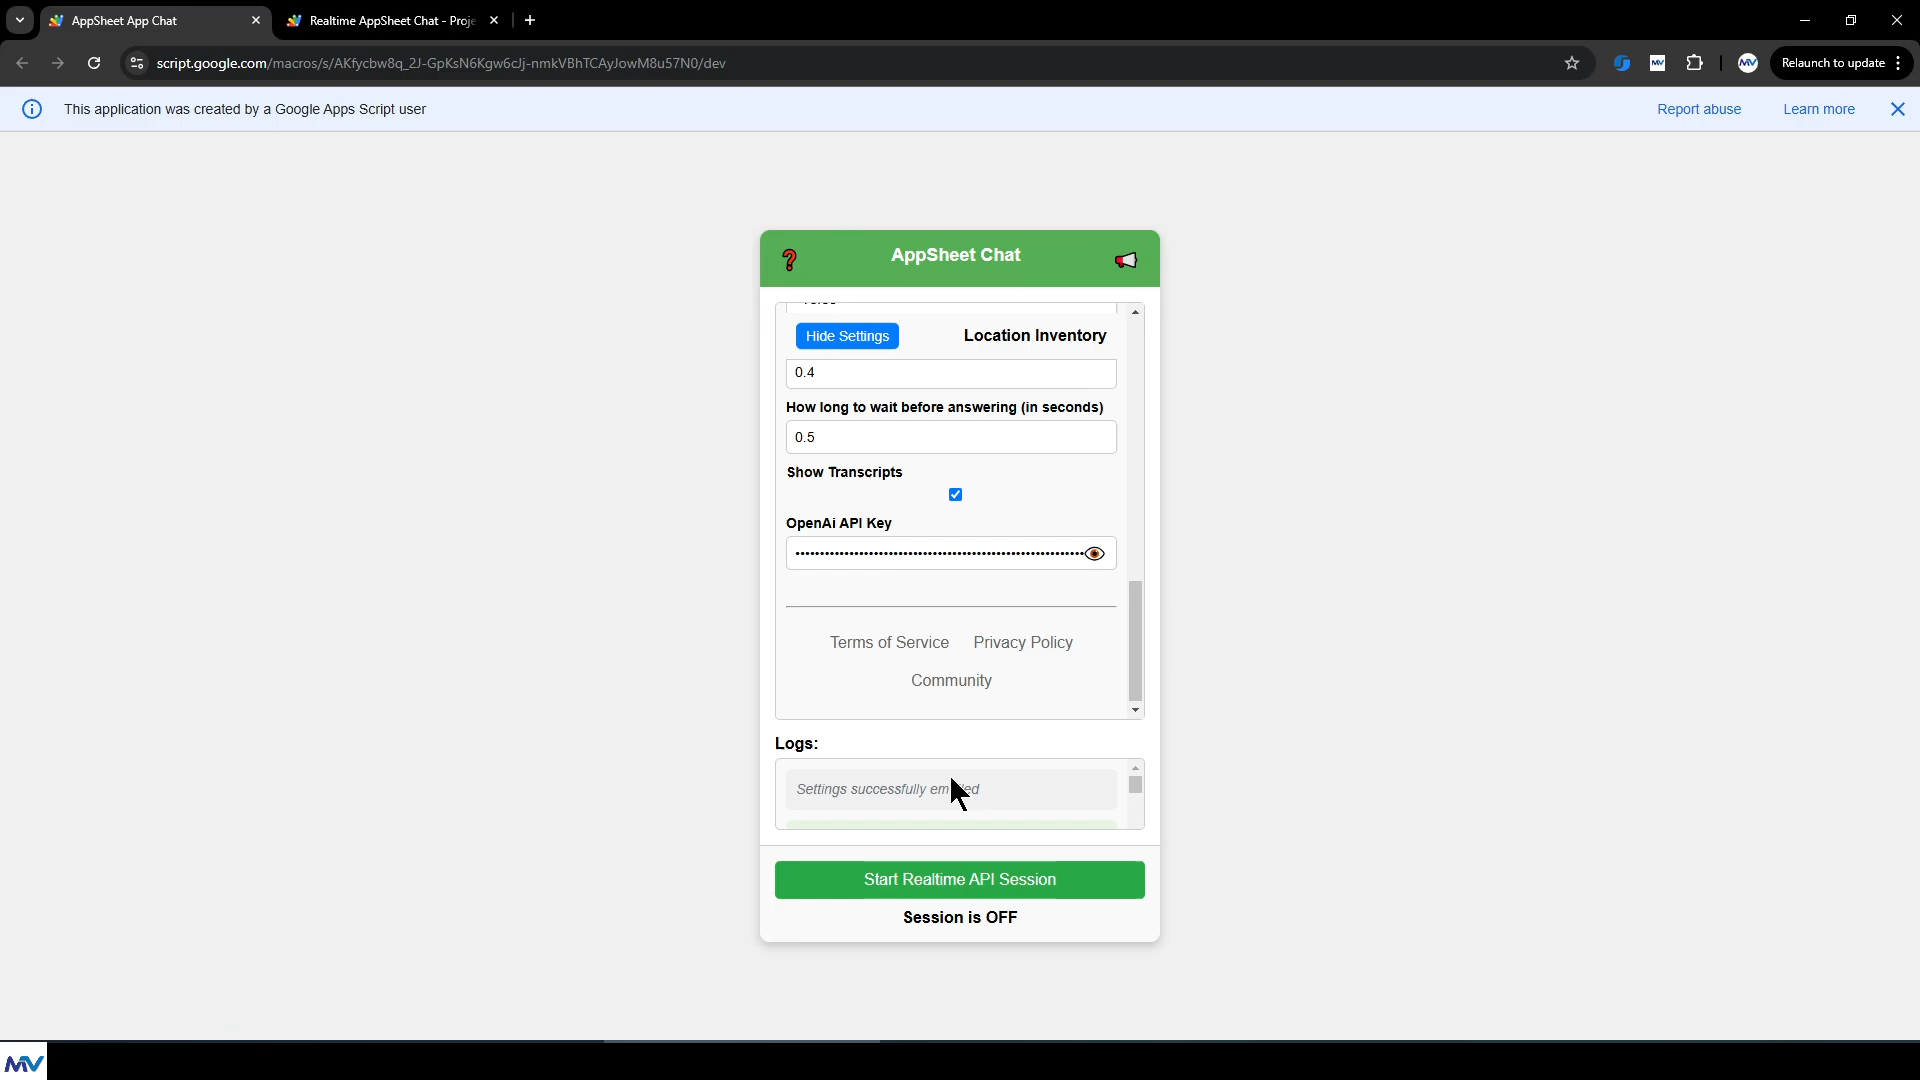 AppSheet App Chat
Realtime AppSheet Chat - Proje
script.google.com/macros/s/AKfycbw8q_2J-GpKsN6Kgw6cJj-nmkVBhTCAyJowM8u57N0/dev
MV
MV
Relaunch to update
This application was created by a Google Apps Script user
Report abuse
Learn more
AppSheet Chat
Hide Settings
Location Inventory
0.4
How long to wait before answering (in seconds)
0.5
Show Transcripts
OpenAi API Key
Terms of Service
Privacy Policy
Community
Logs:
Settings successfully
Start Realtime API Session
Session is OFF
MV